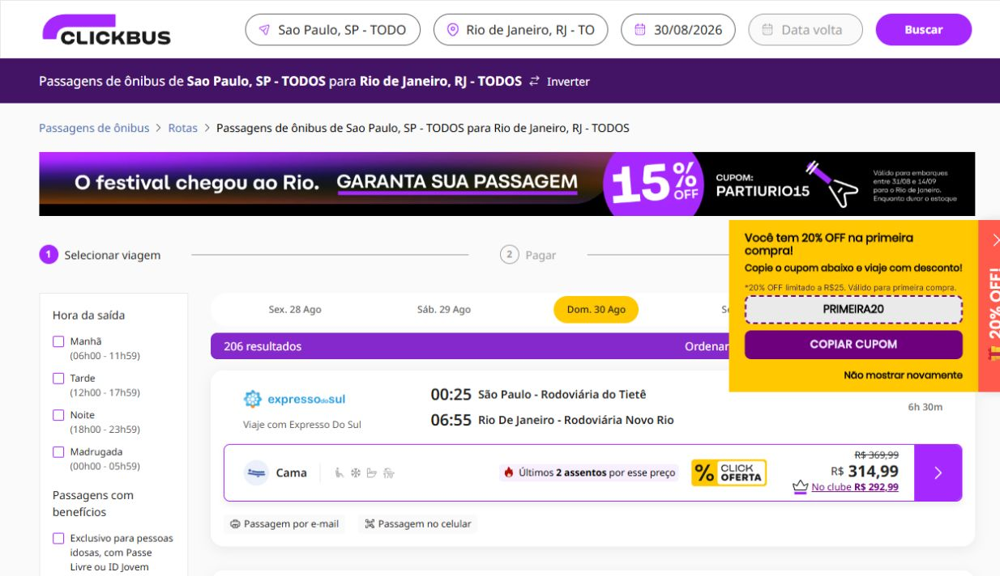 CLICKBUS
Sao Paulo, SP - TODO
Rio de Janeiro, RJ - TO
30/08/2026
Data volta
Buscar
Passagens de ônibus de Sao Paulo, SP - TODOS para Rio de Janeiro, RJ - TODOS Inverter
Passagens de ônibus > Rotas > Passagens de ônibus de Sao Paulo, SP - TODOS para Rio de Janeiro, RJ - TODOS
O festival chegou ao Rio. GARANTA SUA PASSAGEM
15% OFF
CUPOM:
PARTIURIO15
Válido para embarques
entre 31/08 e 14/09
para o Rio de Janeiro.
Enquanto durar o estoque
Você tem 20% OFF na primeira
compra!
Copie o cupom abaixo e viaje com desconto!
*20% OFF limitado a R$25. Válido para primeira compra.
PRIMEIRA20
COPIAR CUPOM
Não mostrar novamente
20% OFF!
1 Selecionar viagem
2 Pagar
Hora da saída
Manhã
(06h00 - 11h59)
Tarde
(12h00 - 17h59)
Noite
(18h00 - 23h59)
Madrugada
(00h00 - 05h59)
Passagens com
benefícios
Exclusivo para pessoas
idosas, com Passe
Livre ou ID Jovem
Sex. 28 Ago
Sáb. 29 Ago
Dom. 30 Ago
Se
206 resultados
Ordenar
expresso do sul
Viaje com Expresso Do Sul
00:25 São Paulo - Rodoviária do Tietê
06:55 Rio De Janeiro - Rodoviária Novo Rio
6h 30m
Cama
Últimos 2 assentos por esse preço
% CLICK
OFERTA
R$ 369,99
R$ 314,99
No clube R$ 292,99
Passagem por e-mail
Passagem no celular